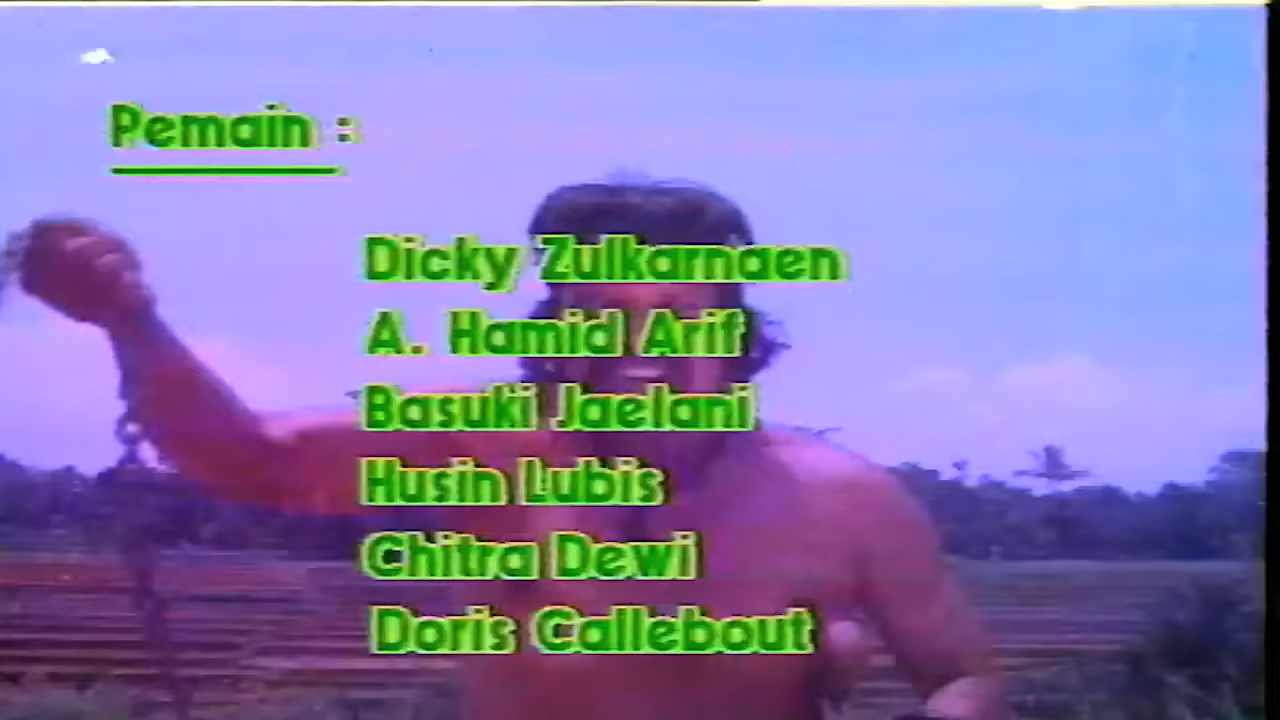 Pemain :
Dicky Zulkarnaen
A. Hamid Arif
Basuki Jaelani
Husin Lubis
Chitra Dewi
Doris Callebout